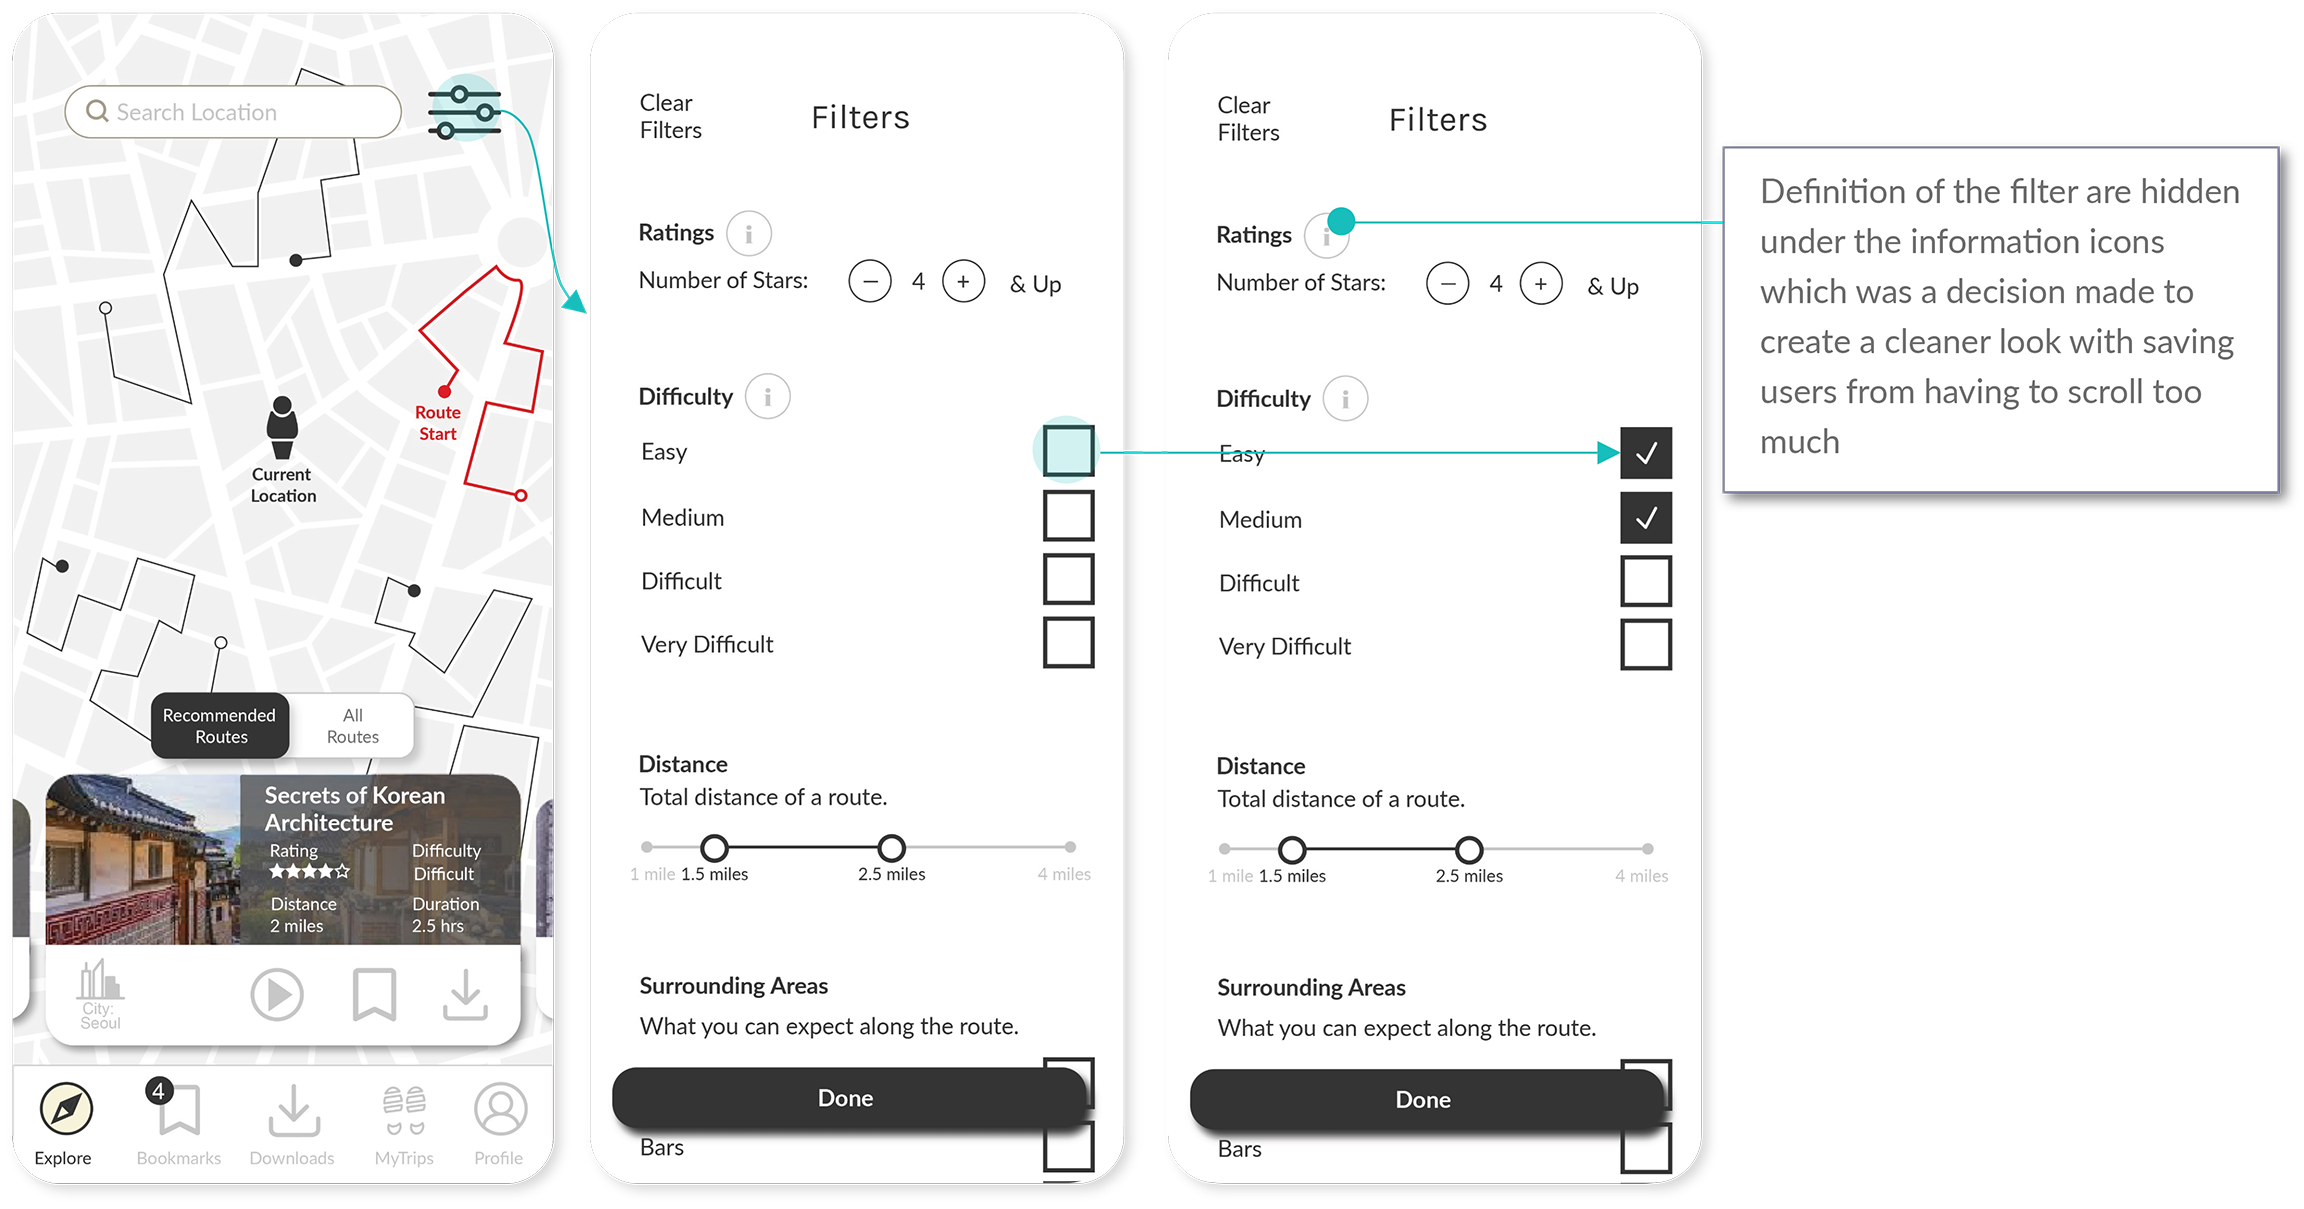 Search Location
Route
Start
Current
Location
Recommended
Routes
All
Routes
Secrets of Korean
Architecture
Rating
Difficulty
Difficult
Distance
2 miles
Duration
2.5 hrs
City:
Seoul
4
Explore
Bookmarks
Downloads
MyTrips
Profile
Clear
Filters
Filters
Ratings i
Number of Stars: − 4 + & Up
Difficulty i
Easy
Medium
Difficult
Very Difficult
Distance
Total distance of a route.
1 mile 1.5 miles 2.5 miles 4 miles
Surrounding Areas
What you can expect along the route.
Done
Bars
Clear
Filters
Filters
Ratings i
Number of Stars: − 4 + & Up
Difficulty i
Easy
Medium
Difficult
Very Difficult
Distance
Total distance of a route.
1 mile 1.5 miles 2.5 miles 4 miles
Surrounding Areas
What you can expect along the route.
Done
Bars
Definition of the filter are hidden
under the information icons
which was a decision made to
create a cleaner look with saving
users from having to scroll too
much